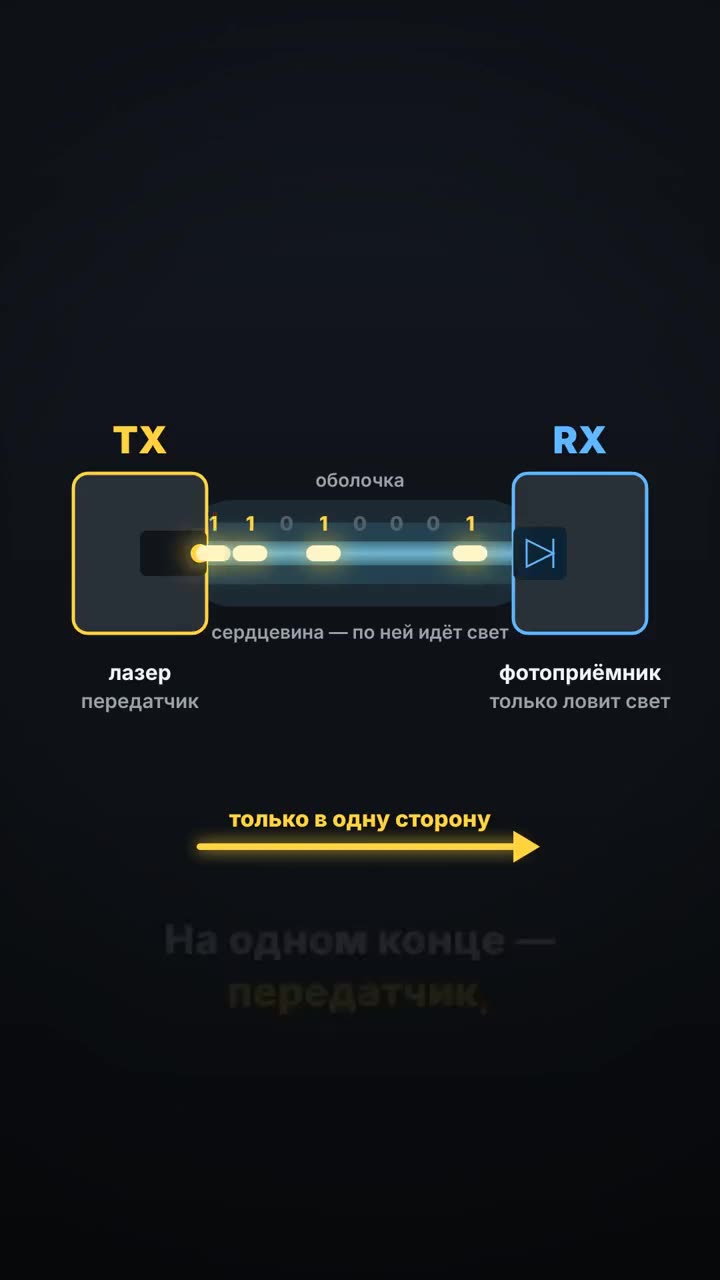 TX
RX
оболочка
1 1 0 1 0 0 0 1
сердцевина — по ней идёт свет
лазер
передатчик
фотоприёмник
только ловит свет
только в одну сторону
На одном конце —
передатчик,